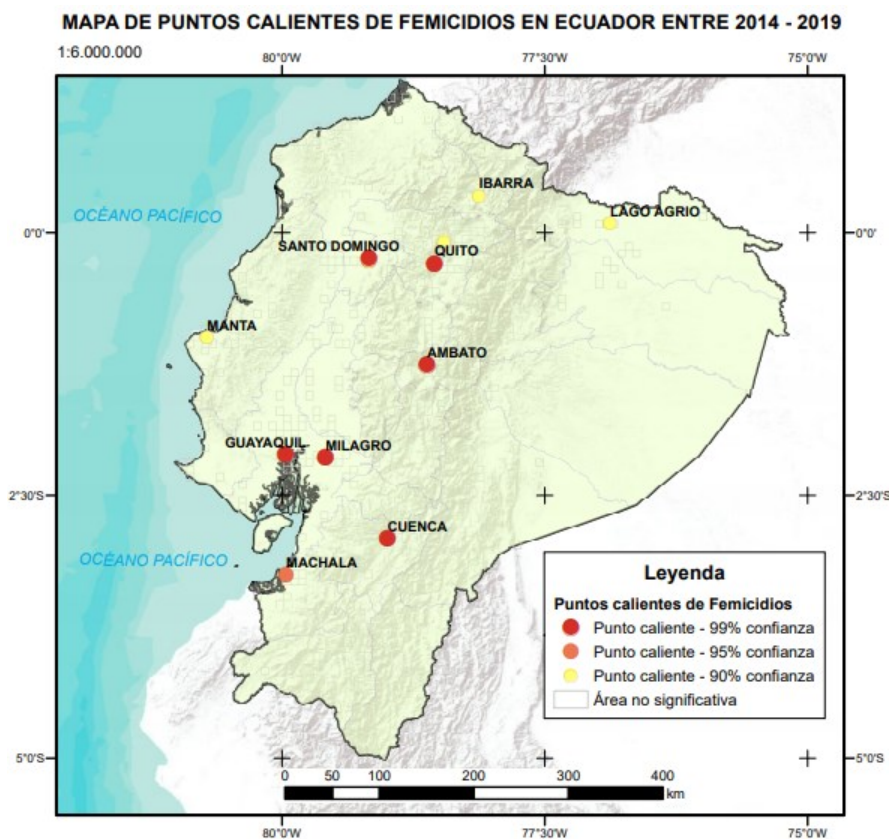 MAPA DE PUNTOS CALIENTES DE FEMICIDIOS EN ECUADOR ENTRE 2014 - 2019
1:6.000.000
80°0'W
77°30'W
75°0'W
IBARRA
LAGO AGRIO
OCÉANO PACÍFICO
0°0'
0°0'
SANTO DOMINGO
QUITO
MANTA
AMBATO
GUAYAQUIL
MILAGRO
2°30'S
2°30'S
CUENCA
OCÉANO PACÍFICO
MACHALA
Leyenda
Puntos calientes de Femicidios
Punto caliente - 99% confianza
Punto caliente - 95% confianza
Punto caliente - 90% confianza
Área no significativa
5°0'S
5°0'S
0 50 100 200 300 400
km
80°0'W
77°30'W
75°0'W